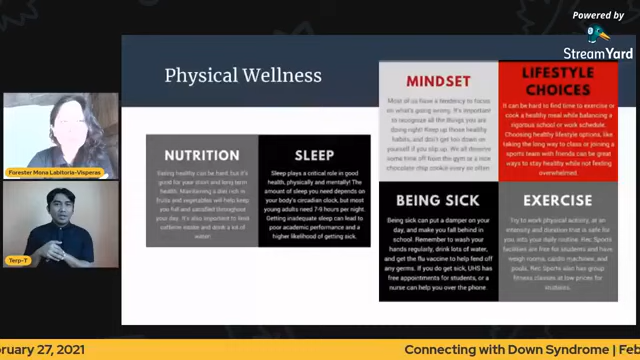 Powered by
StreamYard
Physical Wellness
Forester Mona Labitoria-Visperas
Terp-T
NUTRITION
Eating healthy can be hard, but it's
good for your short and long term
health. Maintaining a diet rich in
fruits and vegetables will help keep
you full and satisfied throughout
your day. It's also important to
caffeine intake and drink a lot of
water.
SLEEP
Sleep plays a critical role in good
health, physically and mentally! The
amount of sleep you need depends on
your body's circadian clock, but most
young adults need 7-9 hours per night.
Getting inadequate sleep can lead to
poor academic performance and a
higher likelihood of getting sick.
MINDSET
Most of us have a tendency to focus
on what's going wrong. It's important
to recognize all the things you are
doing right! Keep up those healthy
habits, and don't get too down on
yourself if you slip up. We all deserve
some time off from the gym or a nice
chocolate chip cookie every so often.
LIFESTYLE
CHOICES
It can be hard to find time to exercise or
cook a healthy meal while balancing a
rigorous school or work schedule.
Choosing healthy lifestyle options, like
taking the long way to class or joining a
sports team with friends can be great
ways to stay healthy while not feeling
overwhelmed.
BEING SICK
Being sick can put a damper on your
day, and make you fall behind in
school. Remember to wash your
hands regularly, drink lots of water,
and get the flu vaccine to help fend off
any germs. If you do get sick, UHS has
free appointments for students, or a
nurse can help you over the phone
EXERCISE
Try to work physical activity, at an
intensity and duration that is safe for
you into your daily routine. Rec Sports
facilities are free for students and have
weigh rooms, cardio machines, and
pools. Rec Sports also has group
fitness classes at low prices for
students.
bruary 27, 2021
Connecting with Down Syndrome | Feb